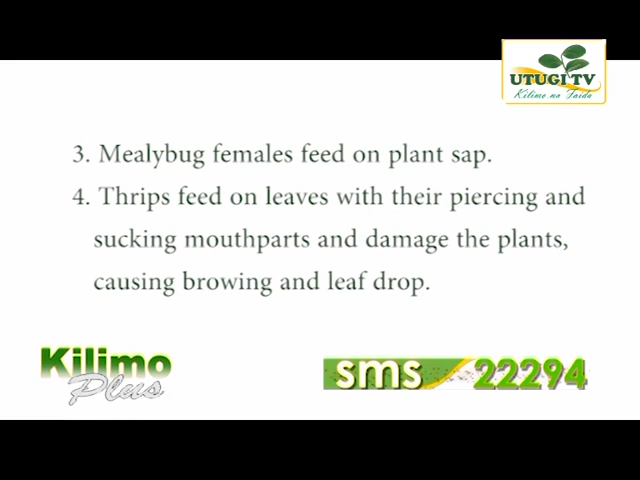 UTUGI TV
Kilimo na Faida
3. Mealybug females feed on plant sap.
4. Thrips feed on leaves with their piercing and
sucking mouthparts and damage the plants,
causing browing and leaf drop.
Kilimo
Plus
sms 22294